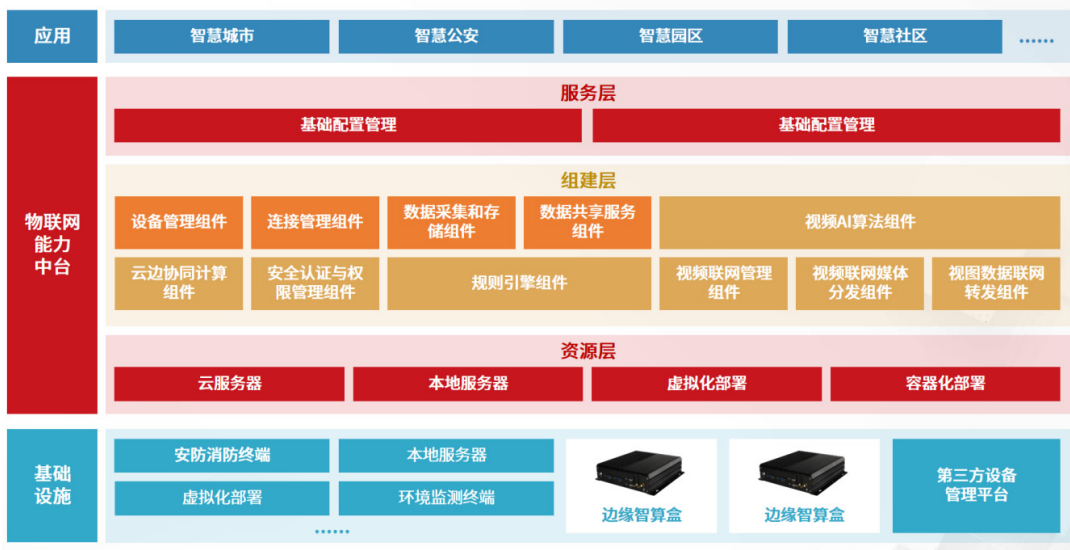 应用
智慧城市
智慧公安
智慧园区
智慧社区
......
物联网
能力
中台
服务层
基础配置管理
基础配置管理
组建层
设备管理组件
连接管理组件
数据采集和存
储组件
数据共享服务
组件
视频AI算法组件
云边协同计算
组件
安全认证与权
限管理组件
规则引擎组件
视频联网管理
组件
视频联网媒体
分发组件
视图数据联网
转发组件
资源层
云服务器
本地服务器
虚拟化部署
容器化部署
基础
设施
安防消防终端
本地服务器
虚拟化部署
环境监测终端
......
边缘智算盒
边缘智算盒
第三方设备
管理平台